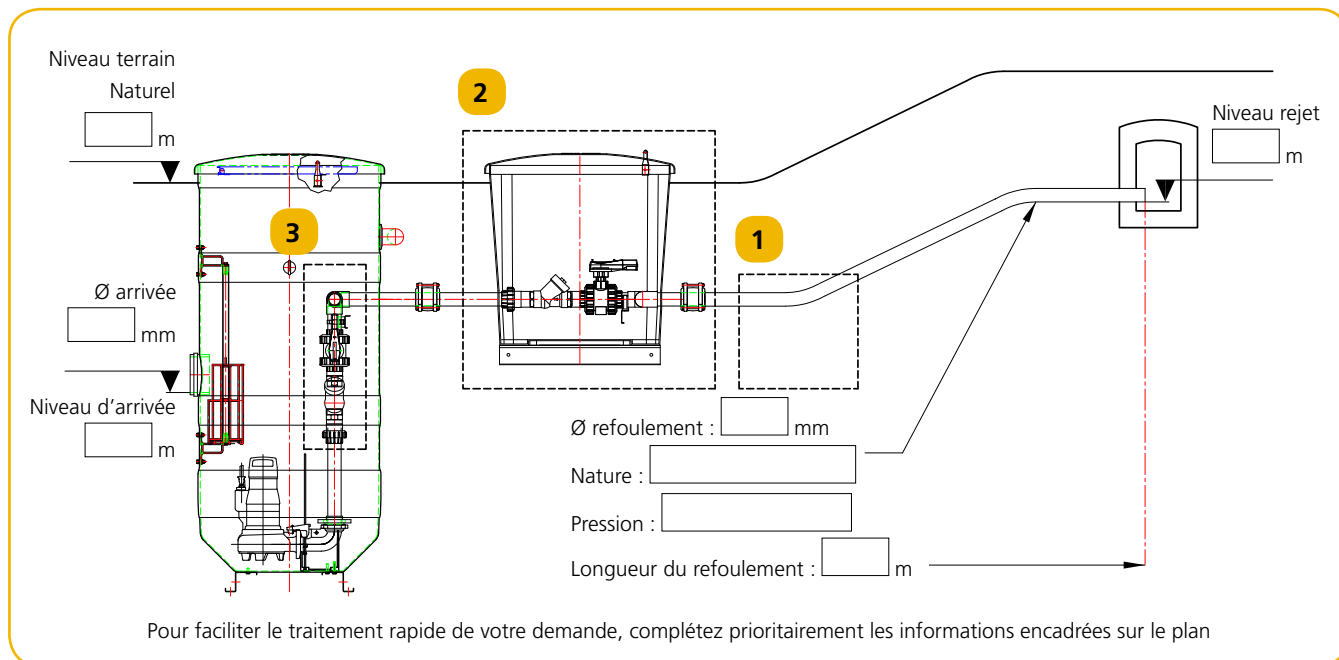 Niveau terrain
Naturel
m
2
Niveau rejet
m
3
1
Ø arrivée
mm
Niveau d’arrivée
m
Ø refoulement : mm
Nature :
Pression :
Longueur du refoulement : m
Pour faciliter le traitement rapide de votre demande, complétez prioritairement les informations encadrées sur le plan